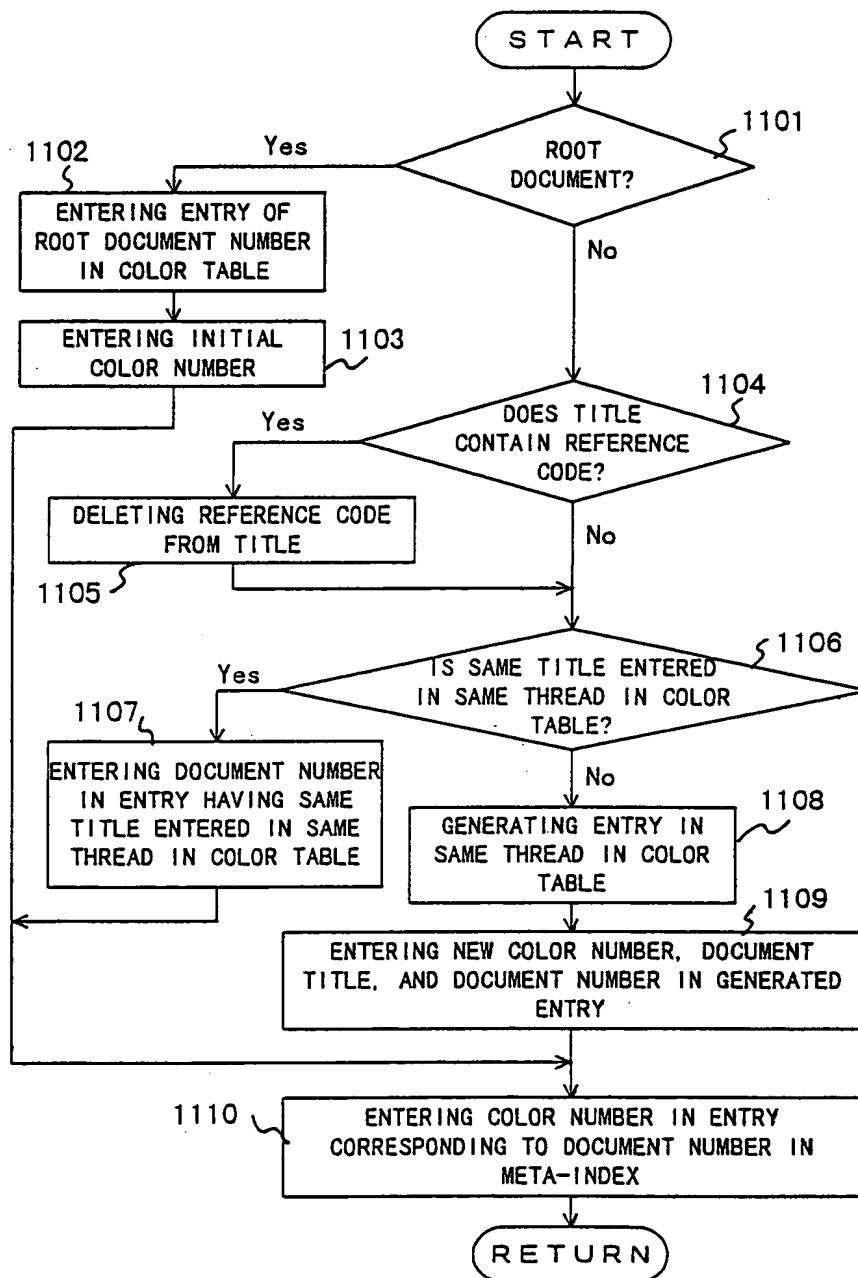 START
1101
ROOT
DOCUMENT?
Yes
No
1102
ENTERING ENTRY OF
ROOT DOCUMENT NUMBER
IN COLOR TABLE
ENTERING INITIAL
COLOR NUMBER
1103
1104
DOES TITLE
CONTAIN REFERENCE
CODE?
Yes
No
DELETING REFERENCE CODE
FROM TITLE
1105
1106
IS SAME TITLE ENTERED
IN SAME THREAD IN COLOR
TABLE?
Yes
No
1107
ENTERING DOCUMENT NUMBER
IN ENTRY HAVING SAME
TITLE ENTERED IN SAME
THREAD IN COLOR TABLE
1108
GENERATING ENTRY IN
SAME THREAD IN COLOR
TABLE
1109
ENTERING NEW COLOR NUMBER, DOCUMENT
TITLE, AND DOCUMENT NUMBER IN GENERATED
ENTRY
1110
ENTERING COLOR NUMBER IN ENTRY
CORRESPONDING TO DOCUMENT NUMBER IN
META-INDEX
RETURN